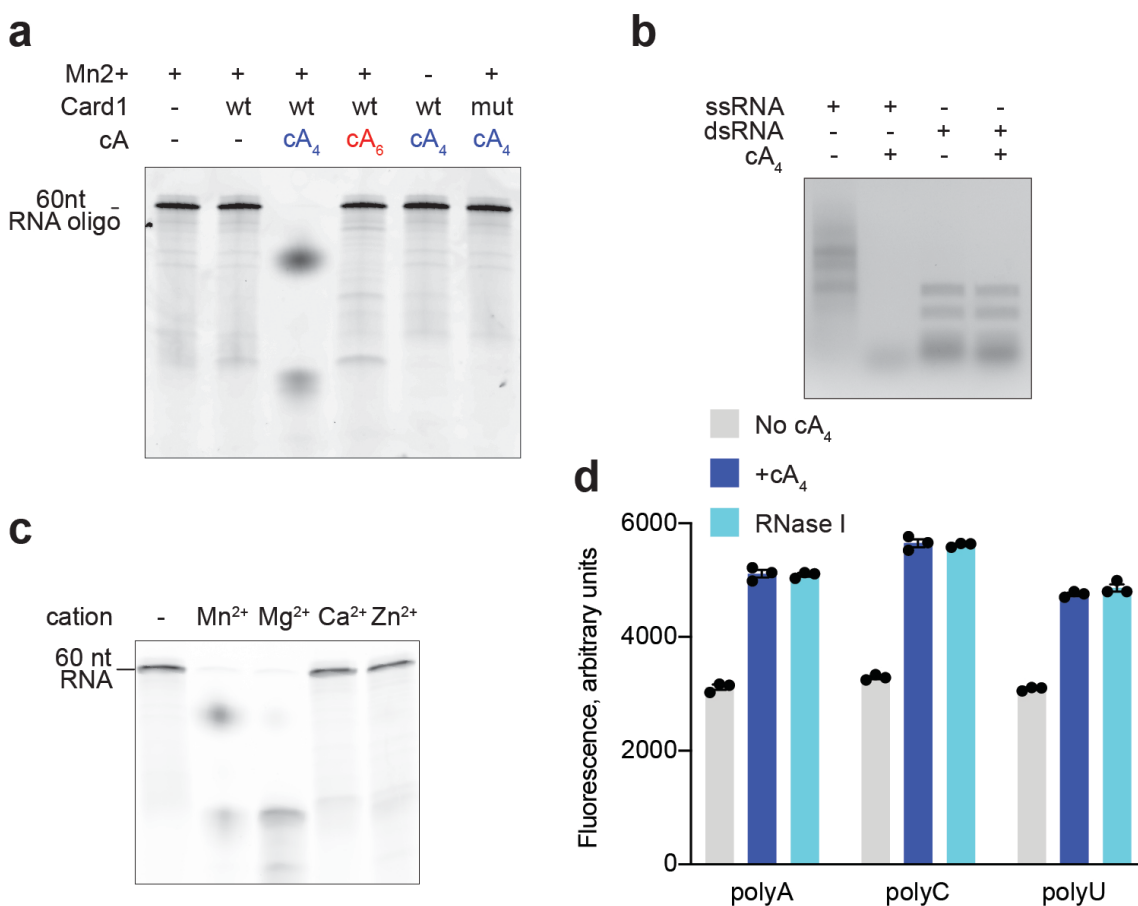 a
Mn2+ + + + + - +
Card1 - wt wt wt wt mut
cA - - cA₄ cA₆ cA₄ cA₄
60nt
RNA oligo
b
ssRNA + + - -
dsRNA - - + +
cA₄ - + - +
c
cation - Mn²⁺ Mg²⁺ Ca²⁺ Zn²⁺
60 nt
RNA
No cA₄
+cA₄
RNase I
d
Fluorescence, arbitrary units
6000
4000
2000
0
polyA polyC polyU